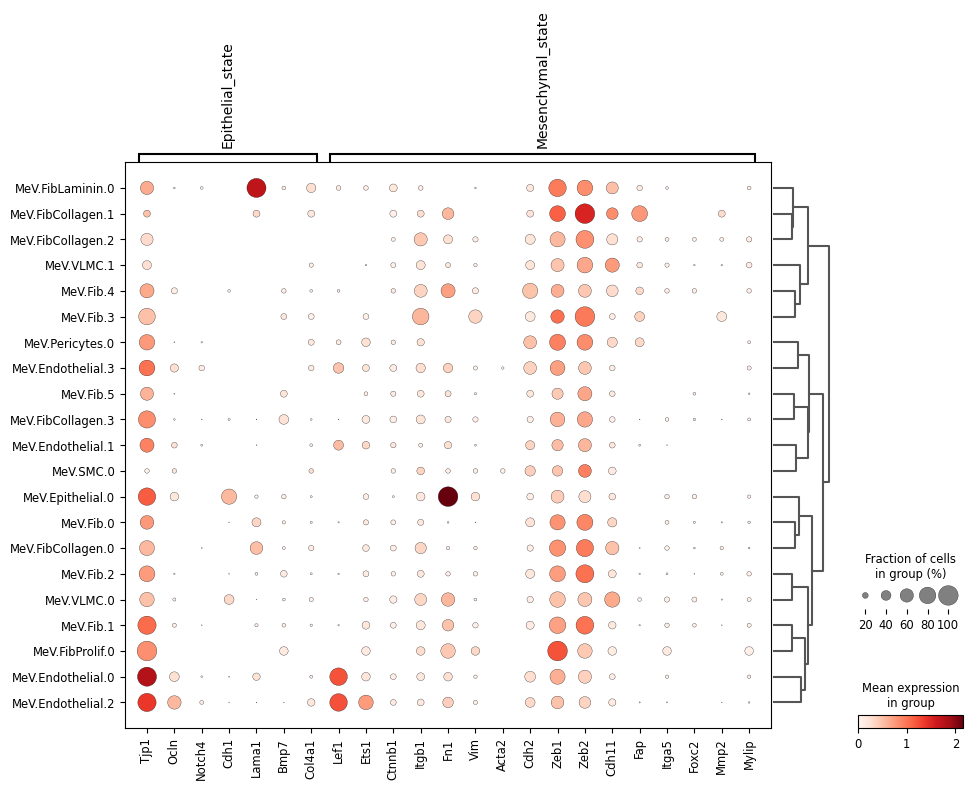 Epithelial_state
Mesenchymal_state
MeV.FibLaminin.0
MeV.FibCollagen.1
MeV.FibCollagen.2
MeV.VLMC.1
MeV.Fib.4
MeV.Fib.3
MeV.Pericytes.0
MeV.Endothelial.3
MeV.Fib.5
MeV.FibCollagen.3
MeV.Endothelial.1
MeV.SMC.0
MeV.Epithelial.0
MeV.Fib.0
MeV.FibCollagen.0
MeV.Fib.2
MeV.VLMC.0
MeV.Fib.1
MeV.FibProlif.0
MeV.Endothelial.0
MeV.Endothelial.2
Tjp1
Ocln
Notch4
Cdh1
Lama1
Bmp7
Col4a1
Lef1
Ets1
Ctnnb1
Itgb1
Fn1
Vim
Acta2
Cdh2
Zeb1
Zeb2
Cdh11
Fap
Itga5
Foxc2
Mmp2
Mylip
Fraction of cells
in group (%)
20 40 60 80 100
Mean expression
in group
0 1 2